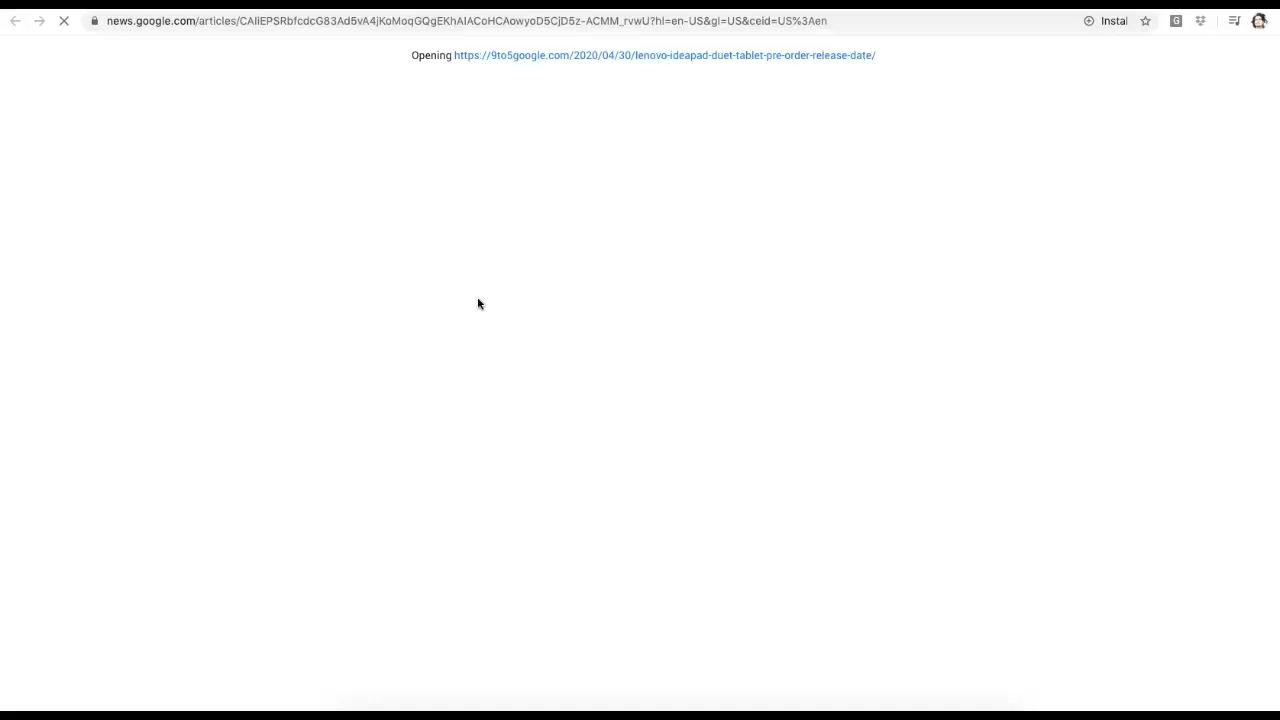 news.google.com/articles/CAIiEPSRbfcdcG83Ad5vA4jKoMoqGQgEKhAIACoHCAowyoD5CjD5z-ACMM_rvwU?hl=en-US&gl=US&ceid=US%3Aen
Instal
G
Opening https://9to5google.com/2020/04/30/lenovo-ideapad-duet-tablet-pre-order-release-date/